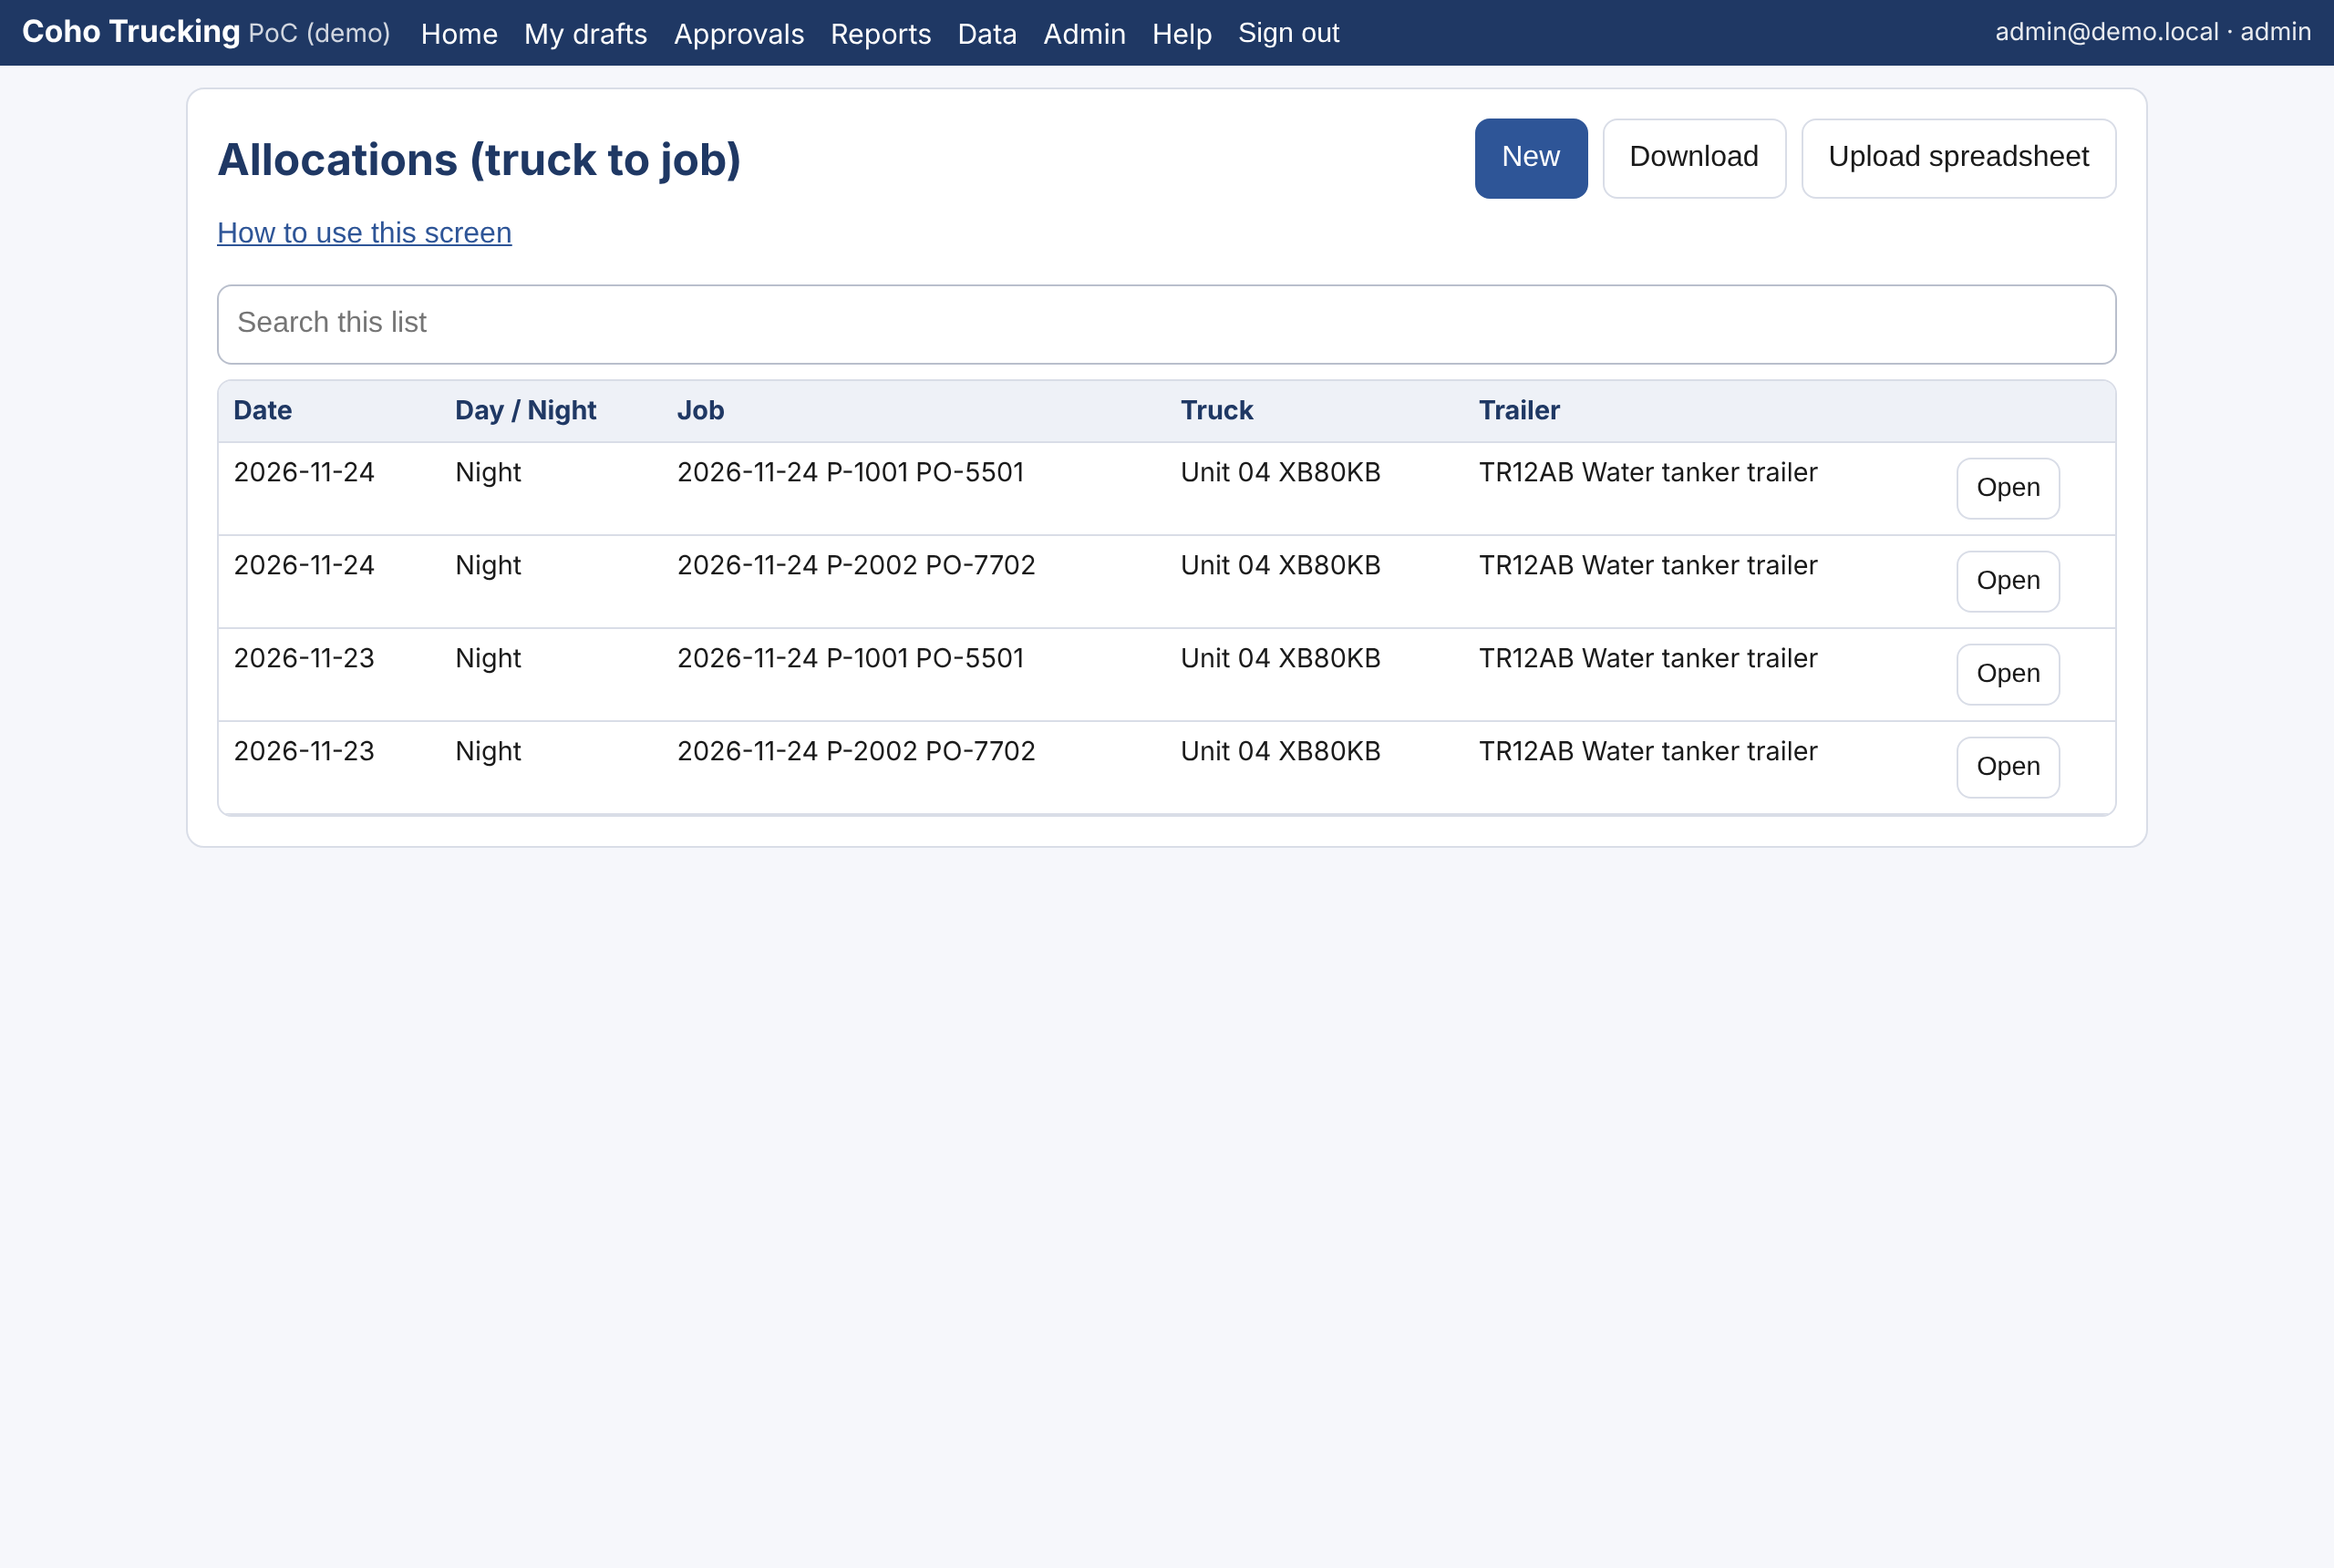 Coho Trucking PoC (demo) Home My drafts Approvals Reports Data Admin Help Sign out admin@demo.local · admin
Allocations (truck to job) New Download Upload spreadsheet
How to use this screen
Search this list
Date Day / Night Job Truck Trailer
2026-11-24 Night 2026-11-24 P-1001 PO-5501 Unit 04 XB80KB TR12AB Water tanker trailer Open
2026-11-24 Night 2026-11-24 P-2002 PO-7702 Unit 04 XB80KB TR12AB Water tanker trailer Open
2026-11-23 Night 2026-11-24 P-1001 PO-5501 Unit 04 XB80KB TR12AB Water tanker trailer Open
2026-11-23 Night 2026-11-24 P-2002 PO-7702 Unit 04 XB80KB TR12AB Water tanker trailer Open